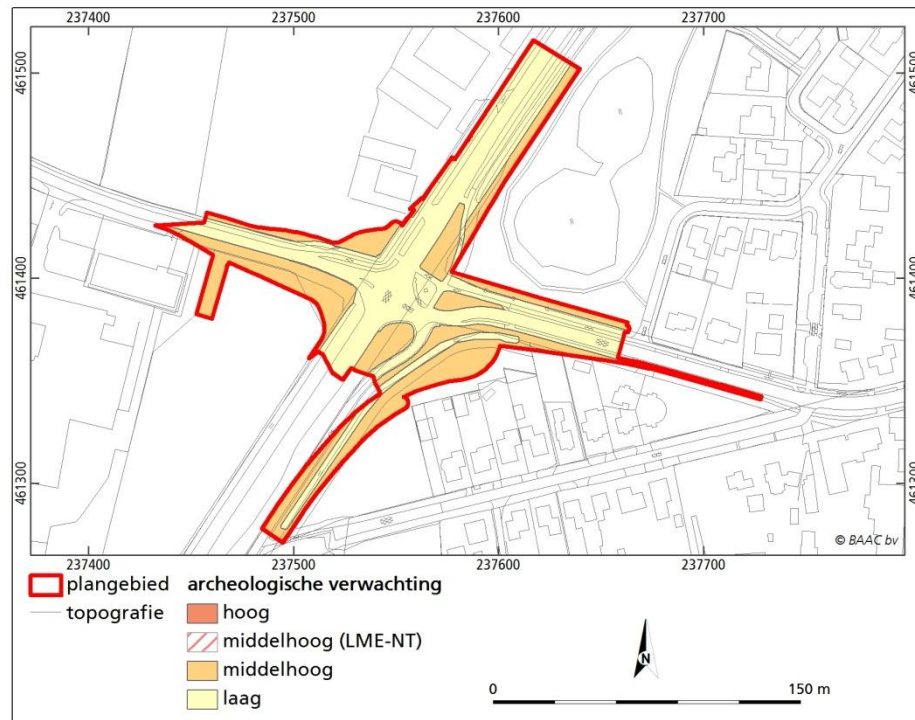 237400 237500 237600 237700
461500 461500
461400 461400
461300 461300
© BAAC bv
237400 237500 237600 237700
plangebied archeologische verwachting
topografie hoog
middelhoog (LME-NT)
middelhoog
laag
N
0 150 m